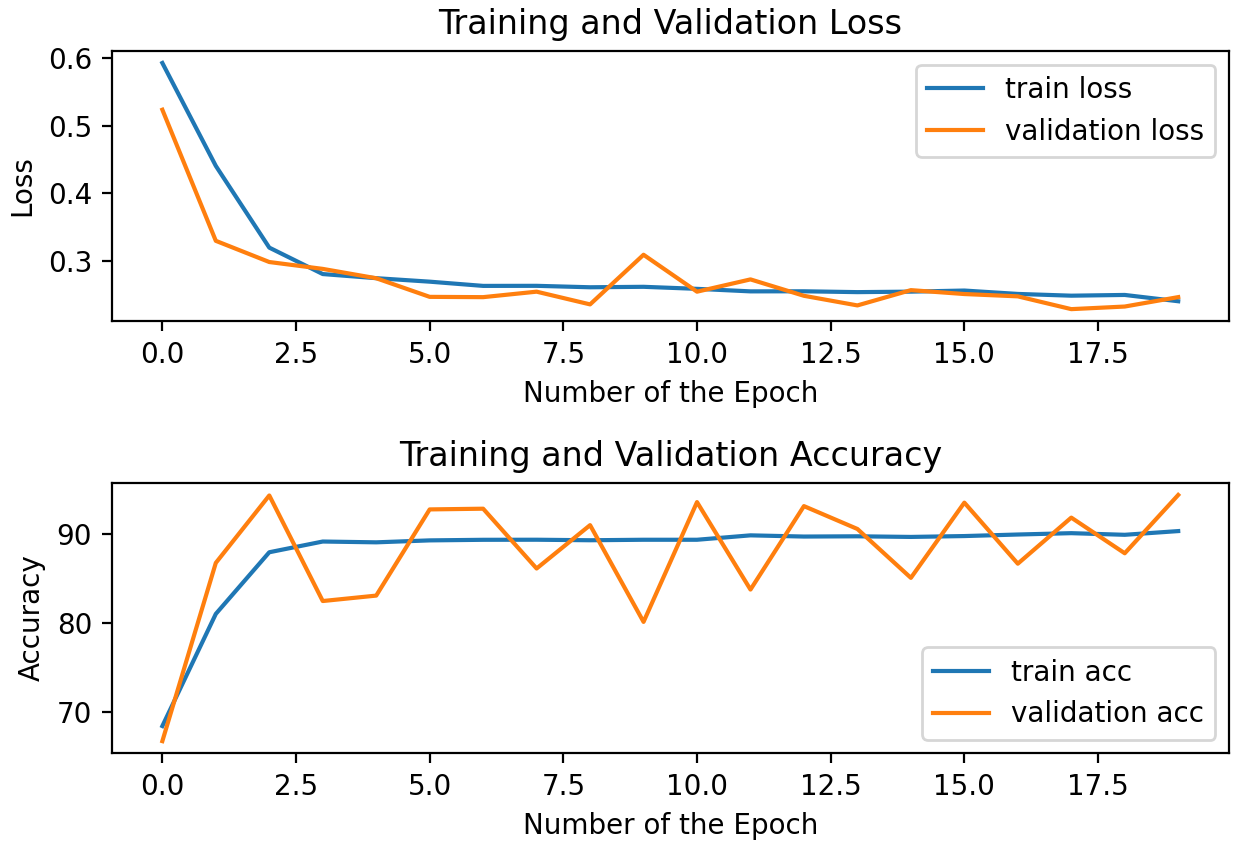 Training and Validation Loss
0.6
0.5
0.4
0.3
Loss
train loss
validation loss
0.0 2.5 5.0 7.5 10.0 12.5 15.0 17.5
Number of the Epoch
Training and Validation Accuracy
90
80
70
Accuracy
train acc
validation acc
0.0 2.5 5.0 7.5 10.0 12.5 15.0 17.5
Number of the Epoch